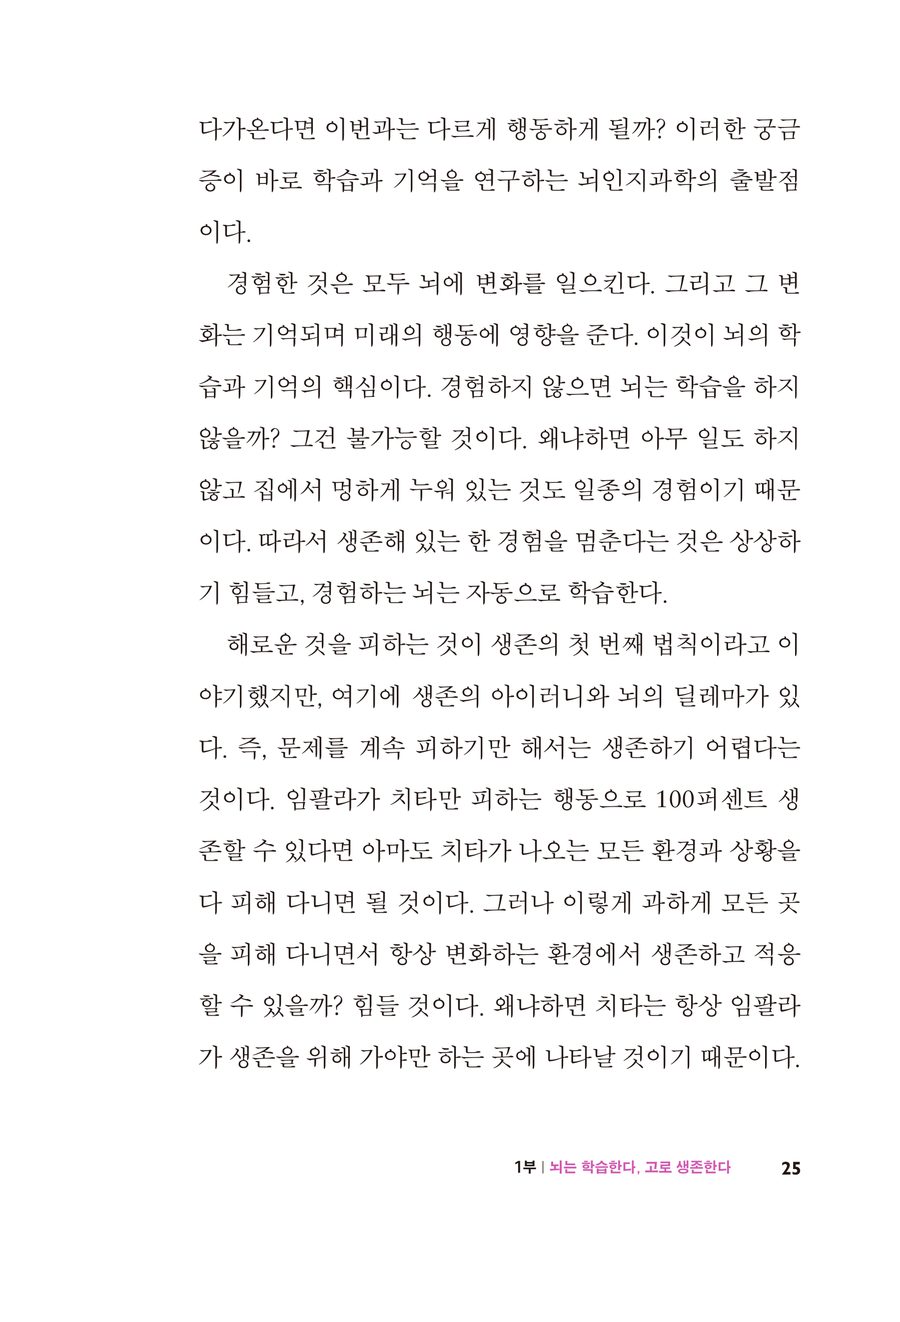 다가온다면 이번과는 다르게 행동하게 될까? 이러한 궁금
증이 바로 학습과 기억을 연구하는 뇌인지과학의 출발점
이다.
경험한 것은 모두 뇌에 변화를 일으킨다. 그리고 그 변
화는 기억되며 미래의 행동에 영향을 준다. 이것이 뇌의 학
습과 기억의 핵심이다. 경험하지 않으면 뇌는 학습을 하지
않을까? 그건 불가능할 것이다. 왜냐하면 아무 일도 하지
않고 집에서 멍하게 누워 있는 것도 일종의 경험이기 때문
이다. 따라서 생존해 있는 한 경험을 멈춘다는 것은 상상하
기 힘들고, 경험하는 뇌는 자동으로 학습한다.
해로운 것을 피하는 것이 생존의 첫 번째 법칙이라고 이
야기했지만, 여기에 생존의 아이러니와 뇌의 딜레마가 있
다. 즉, 문제를 계속 피하기만 해서는 생존하기 어렵다는
것이다. 임팔라가 치타만 피하는 행동으로 100퍼센트 생
존할 수 있다면 아마도 치타가 나오는 모든 환경과 상황을
다 피해 다니면 될 것이다. 그러나 이렇게 과하게 모든 곳
을 피해 다니면서 항상 변화하는 환경에서 생존하고 적응
할 수 있을까? 힘들 것이다. 왜냐하면 치타는 항상 임팔라
가 생존을 위해 가야만 하는 곳에 나타날 것이기 때문이다.
1부 | 뇌는 학습한다, 고로 생존한다 25